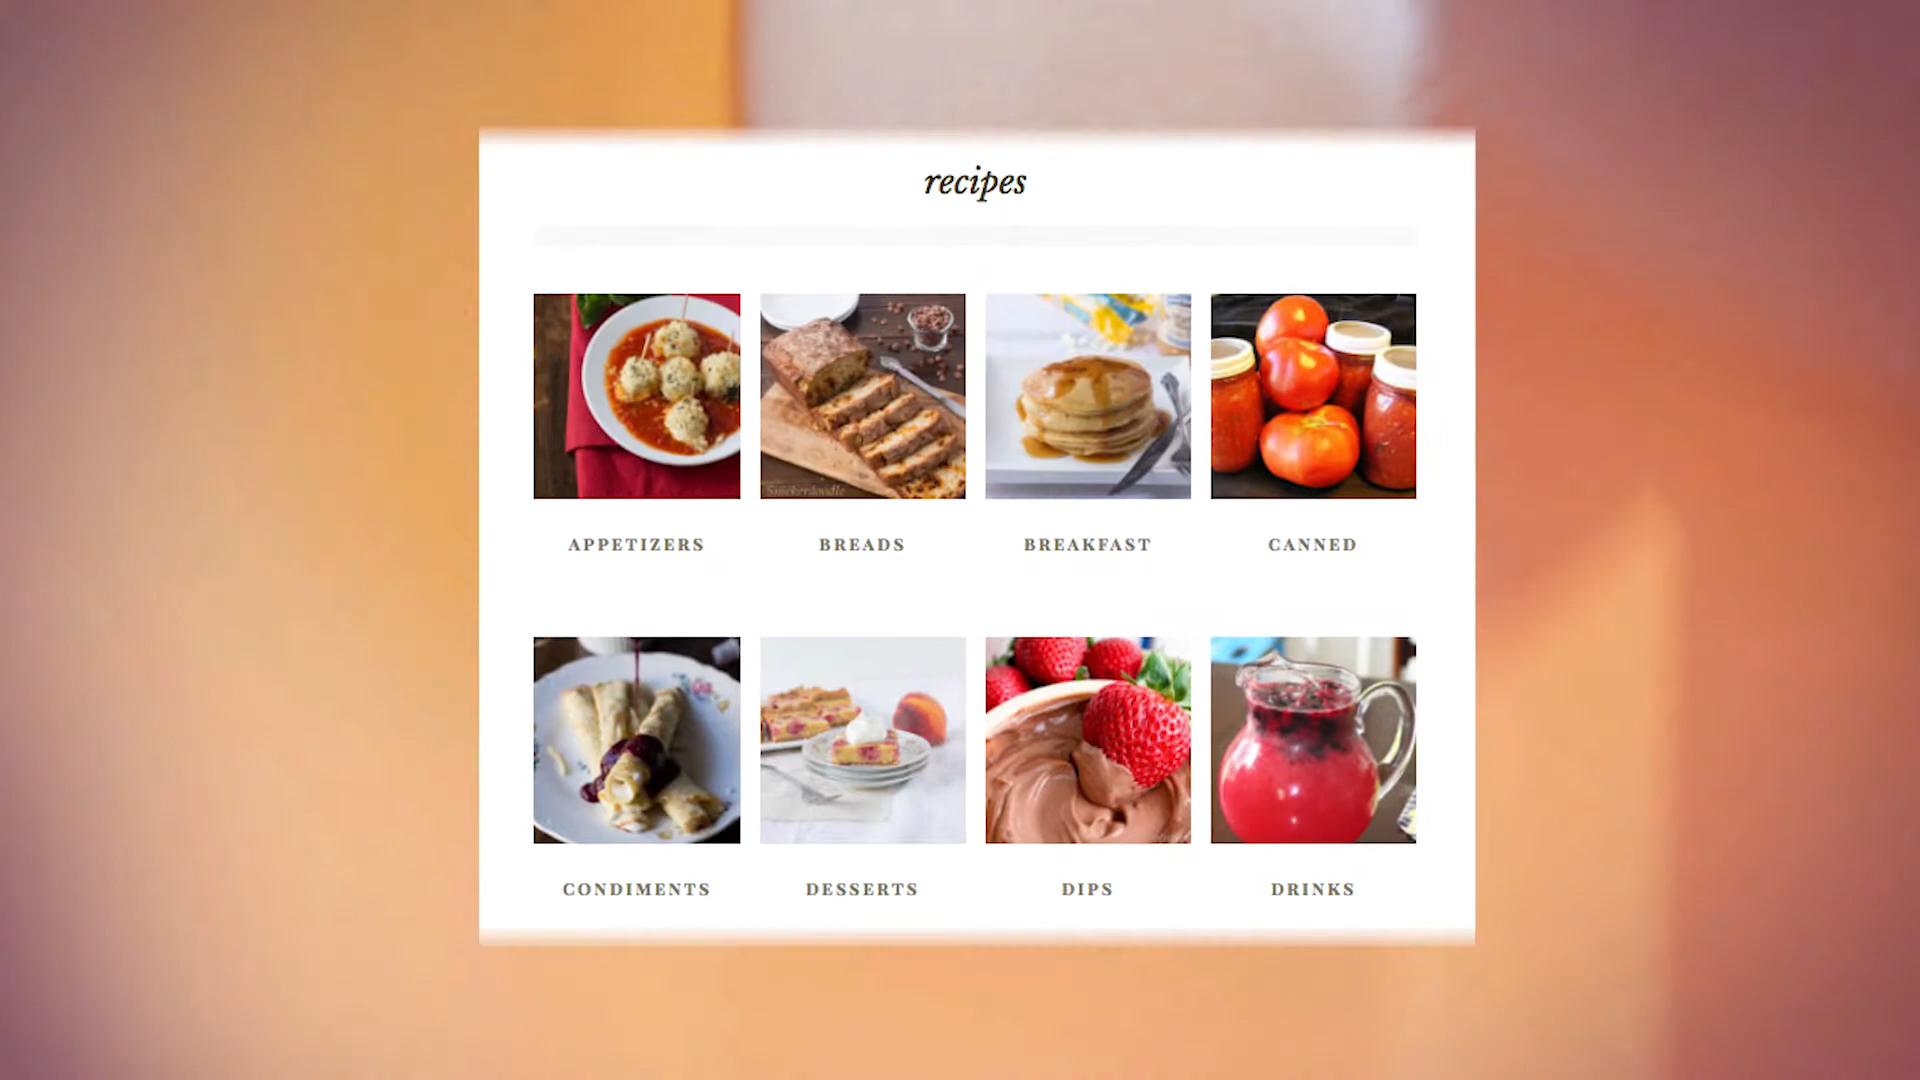 recipes
APPETIZERS BREADS BREAKFAST CANNED
CONDIMENTS DESSERTS DIPS DRINKS